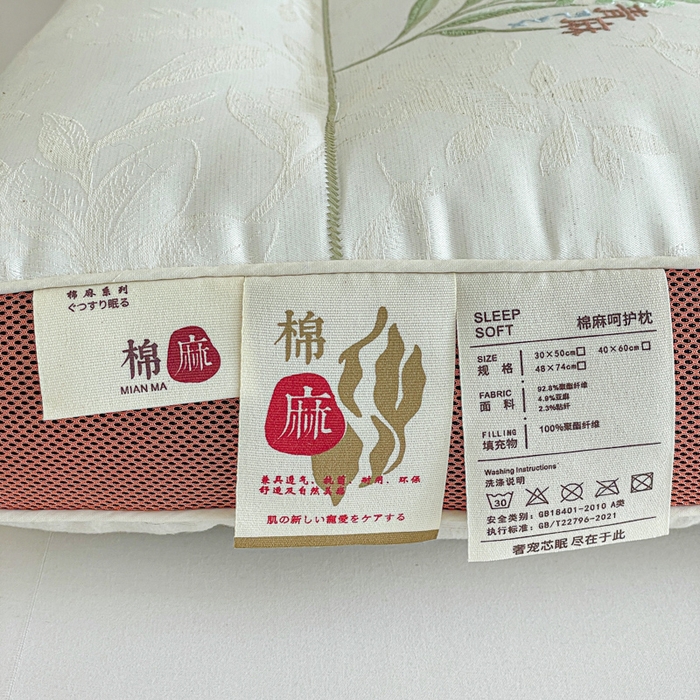 青麻
棉麻系列
ぐっすり眠る
棉麻
MIAN MA
棉
麻
兼具透气、抗菌、耐用、环保
舒适及自然美感
肌の新しい寵愛をケアする
SLEEP
SOFT
棉麻呵护枕
SIZE
规格
30×50cm□ 40×60cm□
48×74cm□
FABRIC
面料
92.8%聚酯纤维
4.9%亚麻
2.3%粘纤
FILLING
填充物
100%聚酯纤维
Washing Instructions
洗涤说明
30
安全类别: GB18401-2010 A类
执行标准: GB/T22796-2021
奢宠芯眠 尽在于此